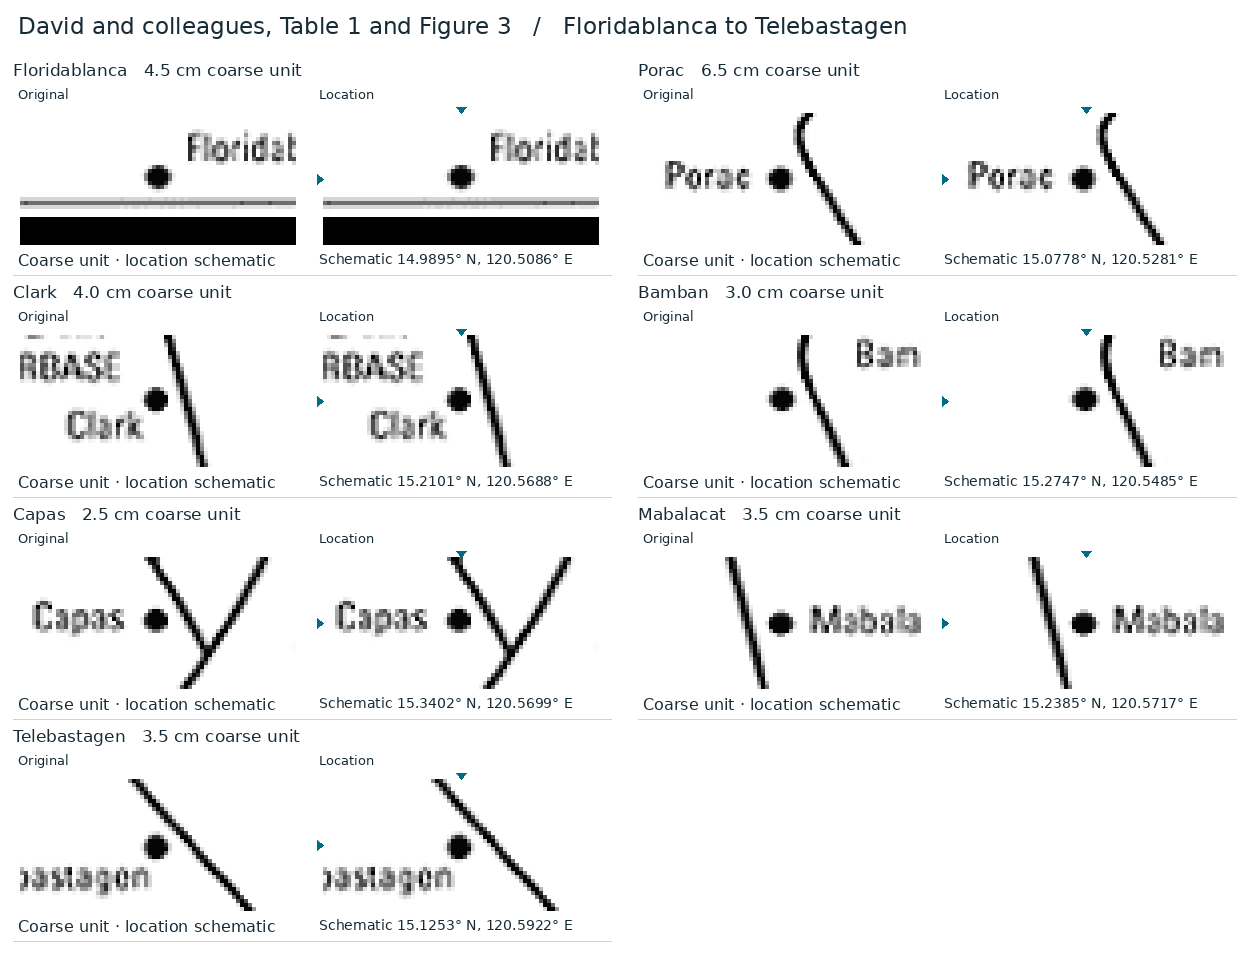 David and colleagues, Table 1 and Figure 3 / Floridablanca to Telebastagen
Floridablanca 4.5 cm coarse unit
Original
Location
Floridab
Floridab
Coarse unit · location schematic
Schematic 14.9895° N, 120.5086° E
Porac 6.5 cm coarse unit
Original
Location
Porac
Porac
Coarse unit · location schematic
Schematic 15.0778° N, 120.5281° E
Clark 4.0 cm coarse unit
Original
Location
RBASE
Clark
RBASE
Clark
Coarse unit · location schematic
Schematic 15.2101° N, 120.5688° E
Bamban 3.0 cm coarse unit
Original
Location
Bam
Bam
Coarse unit · location schematic
Schematic 15.2747° N, 120.5485° E
Capas 2.5 cm coarse unit
Original
Location
Capas
Capas
Coarse unit · location schematic
Schematic 15.3402° N, 120.5699° E
Mabalacat 3.5 cm coarse unit
Original
Location
Mabala
Mabala
Coarse unit · location schematic
Schematic 15.2385° N, 120.5717° E
Telebastagen 3.5 cm coarse unit
Original
Location
bastagen
bastagen
Coarse unit · location schematic
Schematic 15.1253° N, 120.5922° E